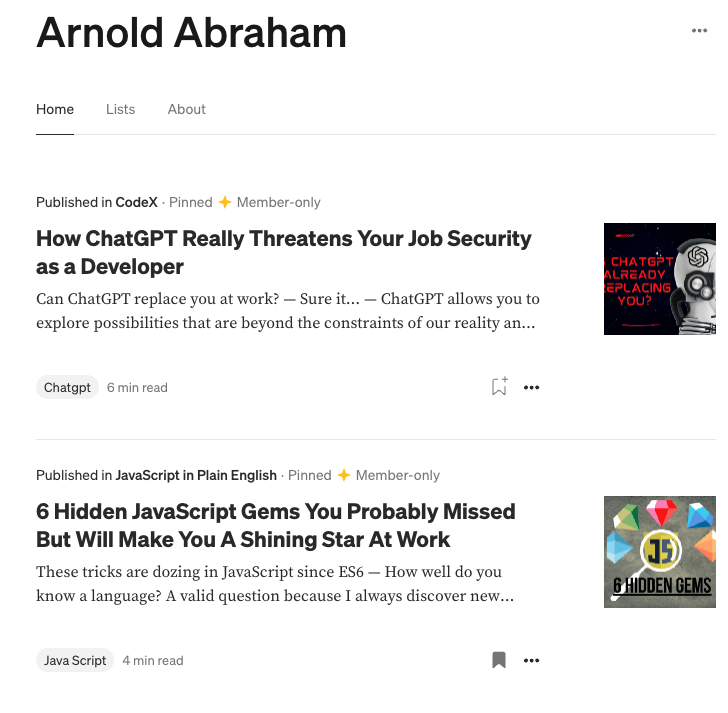 Arnold Abraham
Home Lists About
Published in CodeX · Pinned Member-only
How ChatGPT Really Threatens Your Job Security
as a Developer
Can ChatGPT replace you at work? — Sure it… — ChatGPT allows you to
explore possibilities that are beyond the constraints of our reality an…
CHATGPT
ALREADY
REPLACING
YOU?
Chatgpt 6 min read
Published in JavaScript in Plain English · Pinned Member-only
6 Hidden JavaScript Gems You Probably Missed
But Will Make You A Shining Star At Work
These tricks are dozing in JavaScript since ES6 — How well do you
know a language? A valid question because I always discover new…
JS
6 HIDDEN GEMS
Java Script 4 min read